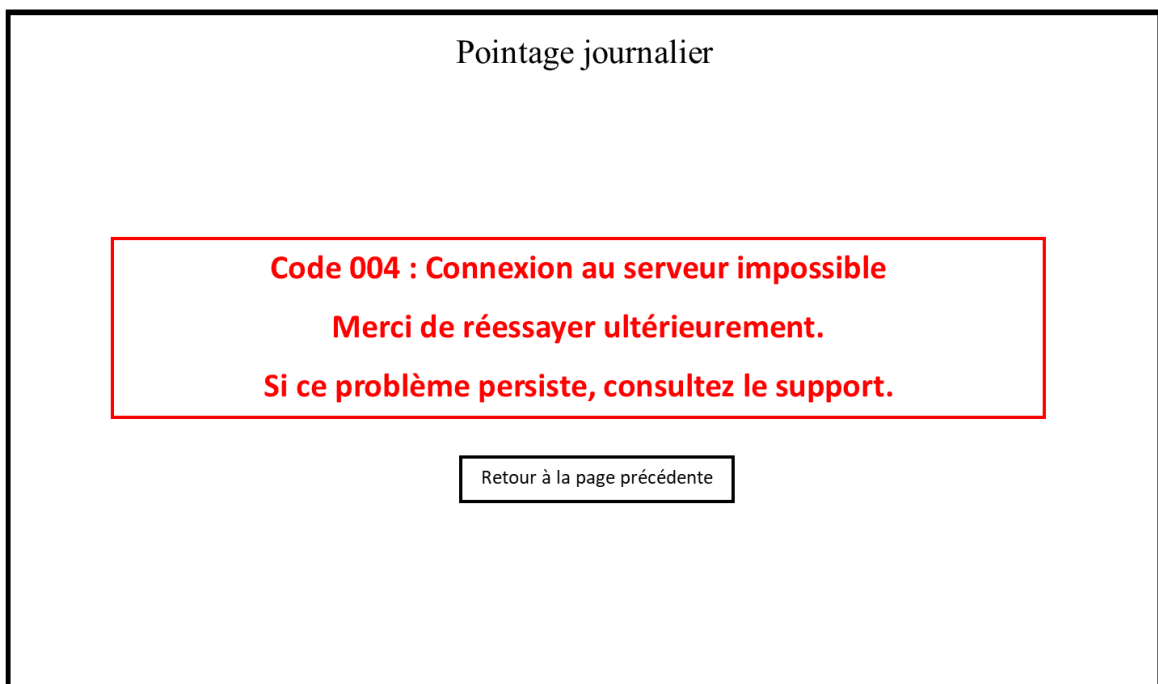 Pointage journalier
Code 004 : Connexion au serveur impossible
Merci de réessayer ultérieurement.
Si ce problème persiste, consultez le support.
Retour à la page précédente